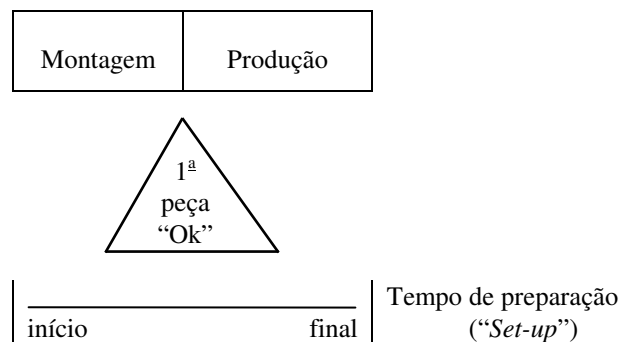 Montagem Produção
1ª
peça
“Ok”
início final
Tempo de preparação
(“Set-up”)